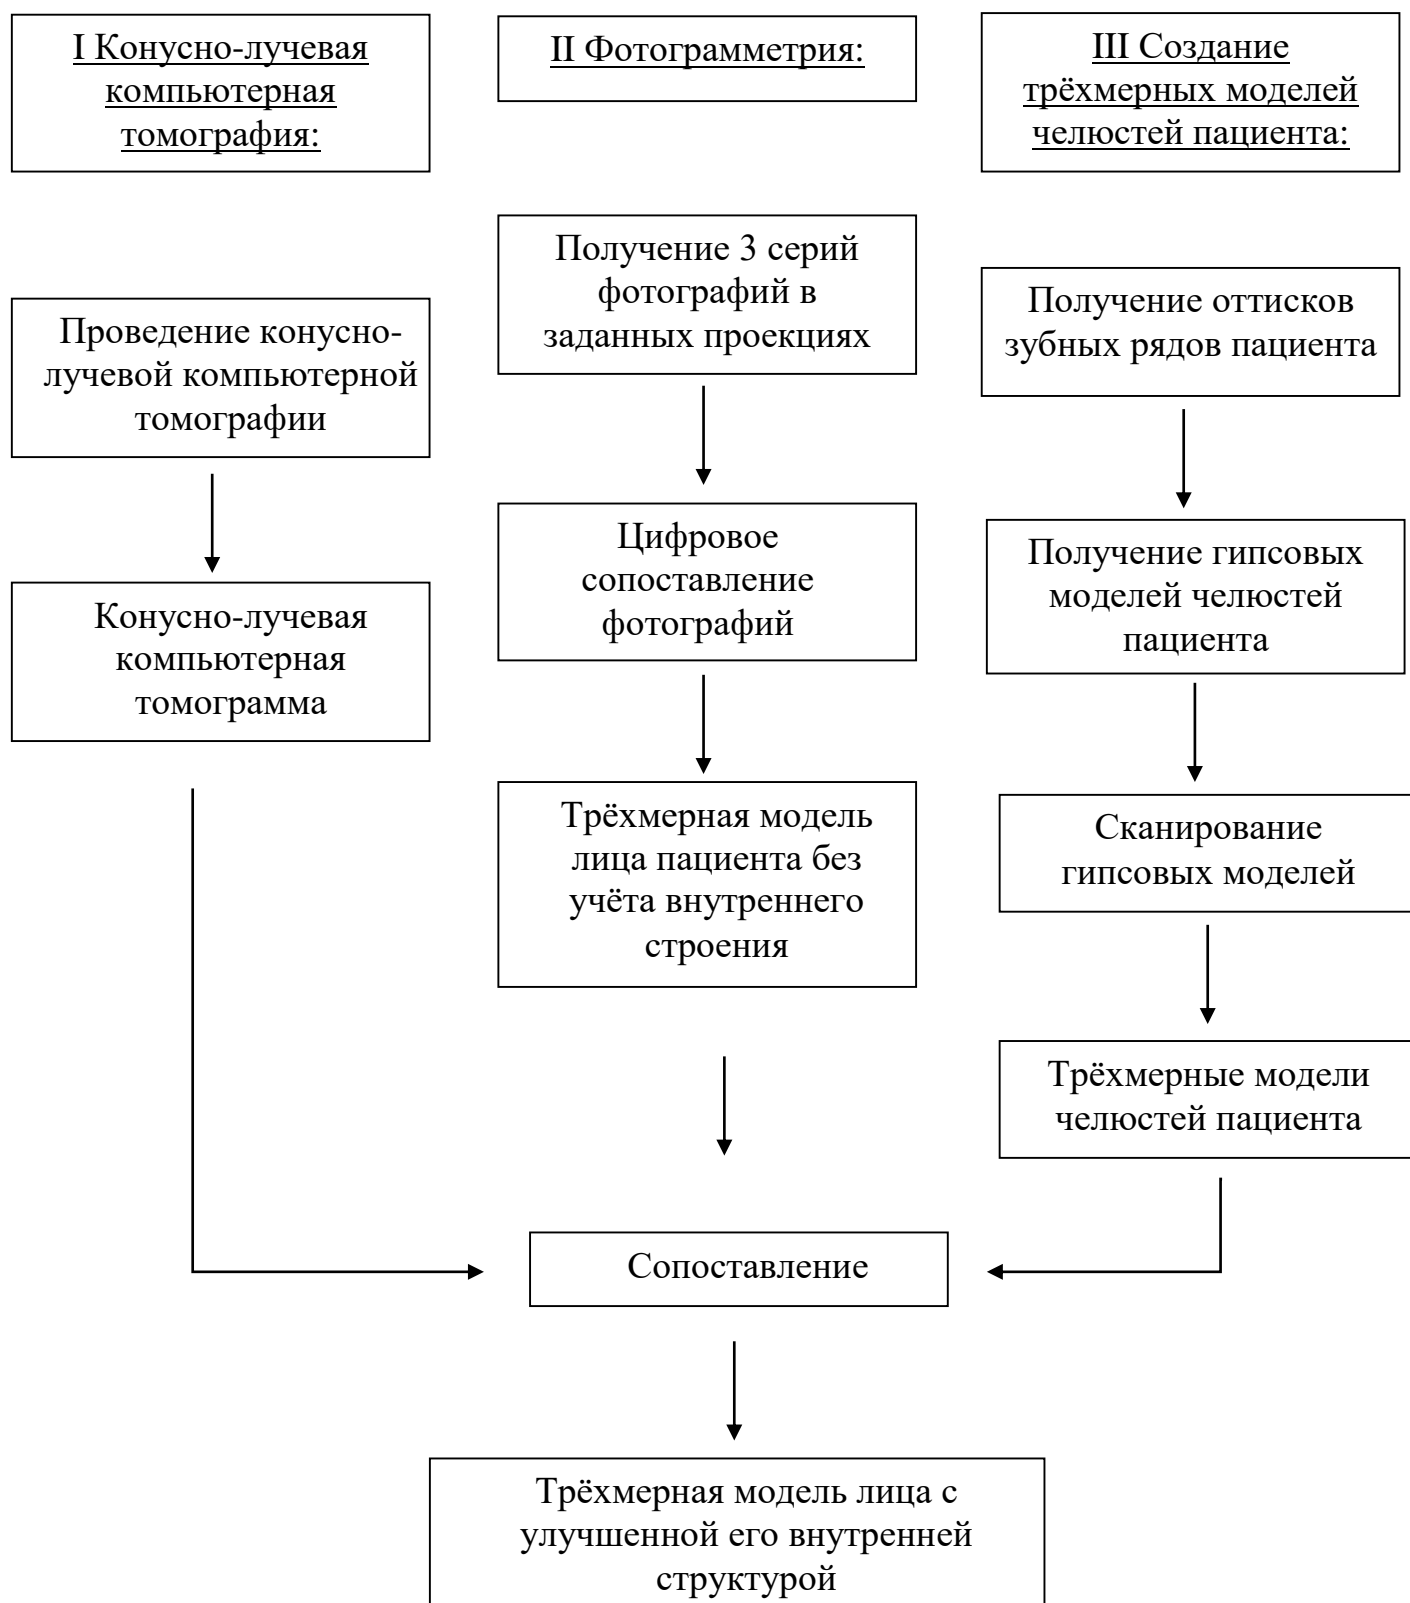 I Конусно-лучевая
компьютерная
томография:
II Фотограмметрия:
III Создание
трёхмерных моделей
челюстей пациента:
Проведение конусно-
лучевой компьютерной
томографии
Конусно-лучевая
компьютерная
томограмма
Получение 3 серий
фотографий в
заданных проекциях
Цифровое
сопоставление
фотографий
Трёхмерная модель
лица пациента без
учёта внутреннего
строения
Получение оттисков
зубных рядов пациента
Получение гипсовых
моделей челюстей
пациента
Сканирование
гипсовых моделей
Трёхмерные модели
челюстей пациента
Сопоставление
Трёхмерная модель лица с
улучшенной его внутренней
структурой